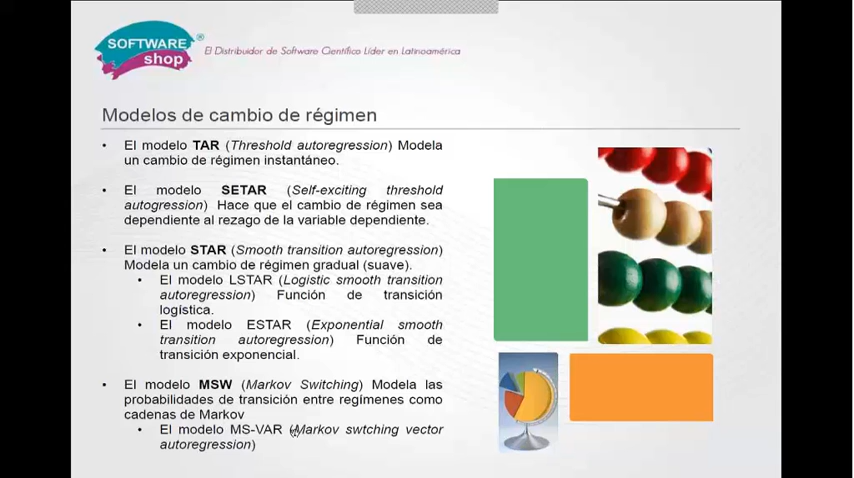 SOFTWARE
shop
®
El Distribuidor de Software Científico Líder en Latinoamérica
Modelos de cambio de régimen
• El modelo TAR (Threshold autoregression) Modela
un cambio de régimen instantáneo.
• El modelo SETAR (Self-exciting threshold
autogression) Hace que el cambio de régimen sea
dependiente al rezago de la variable dependiente.
• El modelo STAR (Smooth transition autoregression)
Modela un cambio de régimen gradual (suave).
• El modelo LSTAR (Logistic smooth transition
autoregression) Función de transición
logística.
• El modelo ESTAR (Exponential smooth
transition autoregression) Función de
transición exponencial.
• El modelo MSW (Markov Switching) Modela las
probabilidades de transición entre regímenes como
cadenas de Markov
• El modelo MS-VAR (Markov swtching vector
autoregression)